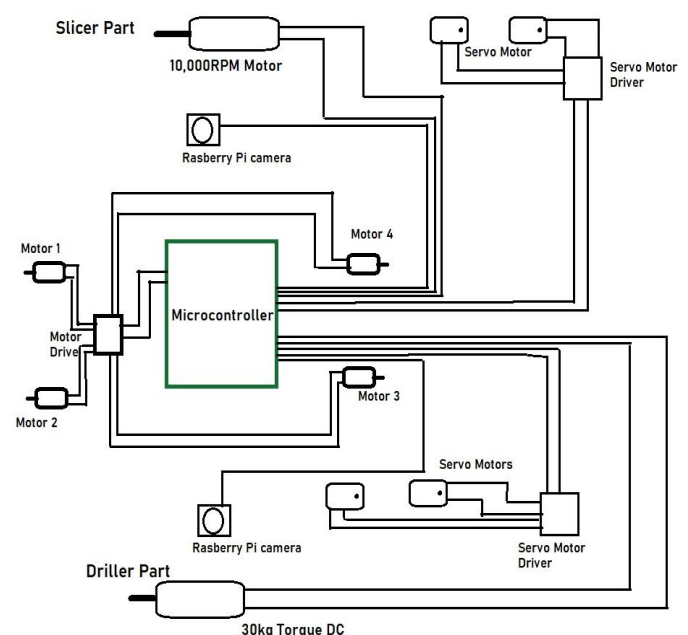 Slicer Part
10,000RPM Motor
Servo Motor
Servo Motor
Driver
Rasberry Pi camera
Motor 4
Motor 1
Microcontroller
Motor
Drive
Motor 3
Motor 2
Servo Motors
Rasberry Pi camera
Servo Motor
Driver
Driller Part
30kg Torque DC